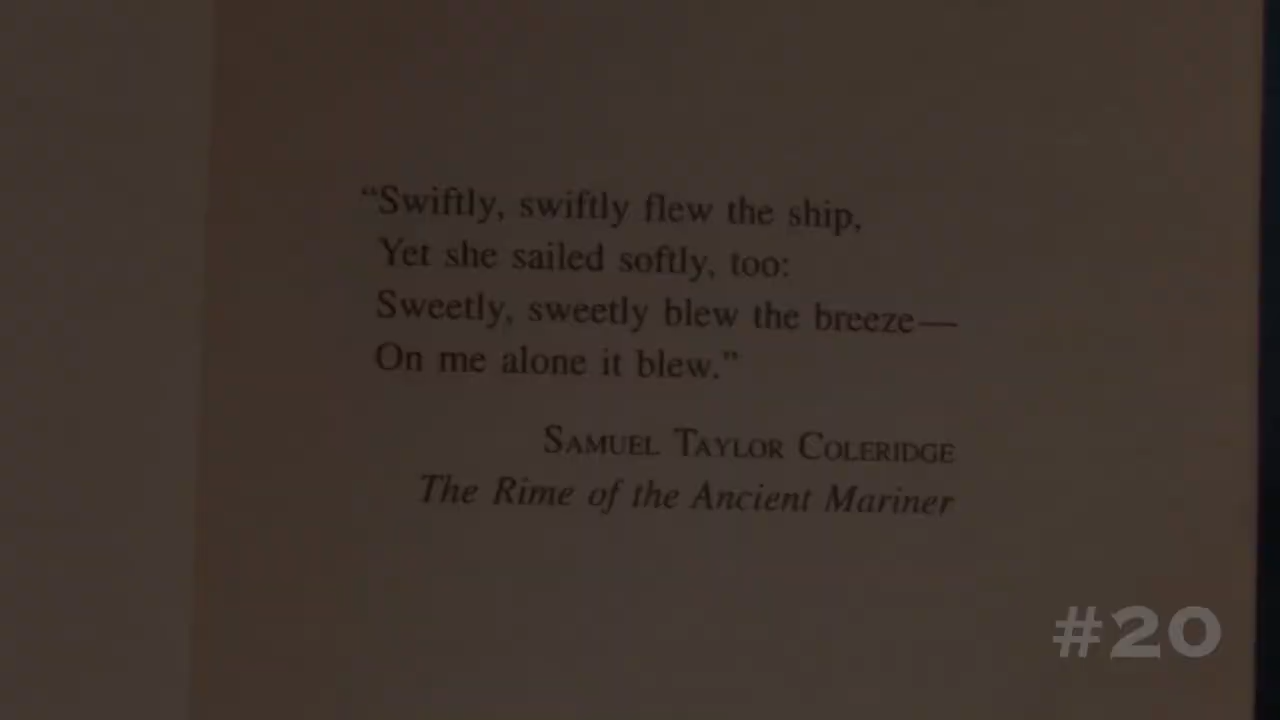 “Swiftly, swiftly flew the ship,
Yet she sailed softly, too:
Sweetly, sweetly blew the breeze—
On me alone it blew.”
SAMUEL TAYLOR COLERIDGE
The Rime of the Ancient Mariner
#20